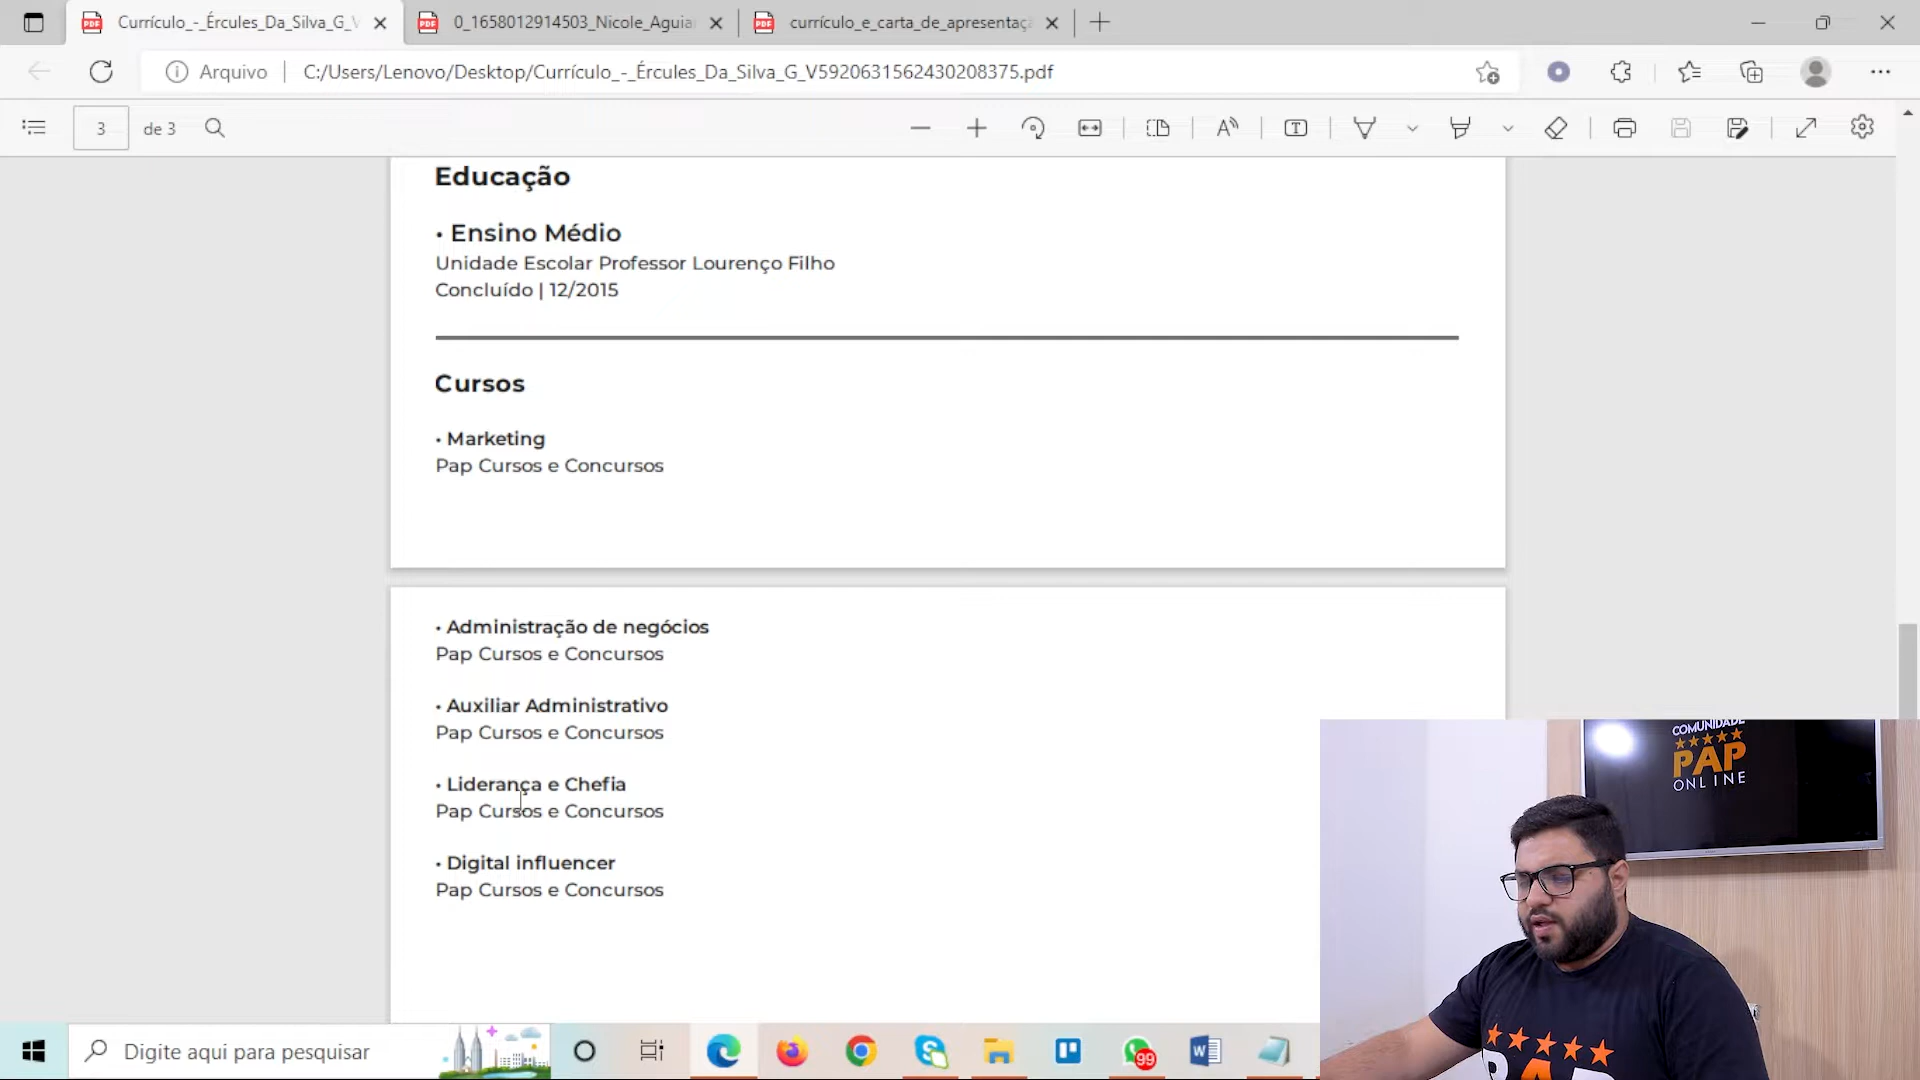 Currículo_-_Ércules_Da_Silva_G_V
0_1658012914503_Nicole_Aguia
currículo_e_carta_de_apresentaç
Arquivo
C:/Users/Lenovo/Desktop/Currículo_-_Ércules_Da_Silva_G_V5920631562430208375.pdf
3
de 3
Educação
• Ensino Médio
Unidade Escolar Professor Lourenço Filho
Concluído | 12/2015
Cursos
• Marketing
Pap Cursos e Concursos
• Administração de negócios
Pap Cursos e Concursos
• Auxiliar Administrativo
Pap Cursos e Concursos
• Liderança e Chefia
Pap Cursos e Concursos
• Digital influencer
Pap Cursos e Concursos
COMUNIDADE
PAP
ONLINE
Digite aqui para pesquisar
99